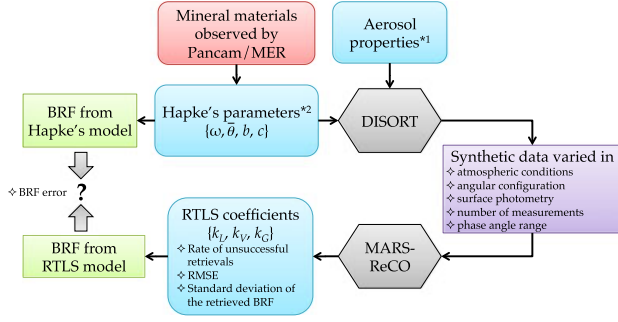 Mineral materials
observed by
Pancam/MER
Aerosol
properties*1
BRF from
Hapke's model
Hapke's parameters*2
{ω, θ̄, b, c}
DISORT
Synthetic data varied in
✧ atmospheric conditions
✧ angular configuration
✧ surface photometry
✧ number of measurements
✧ phase angle range
✧ BRF error ?
RTLS coefficients
{kL, kV, kG}
✧ Rate of unsuccessful
retrievals
✧ RMSE
✧ Standard deviation of
the retrieved BRF
BRF from
RTLS model
MARS-
ReCO